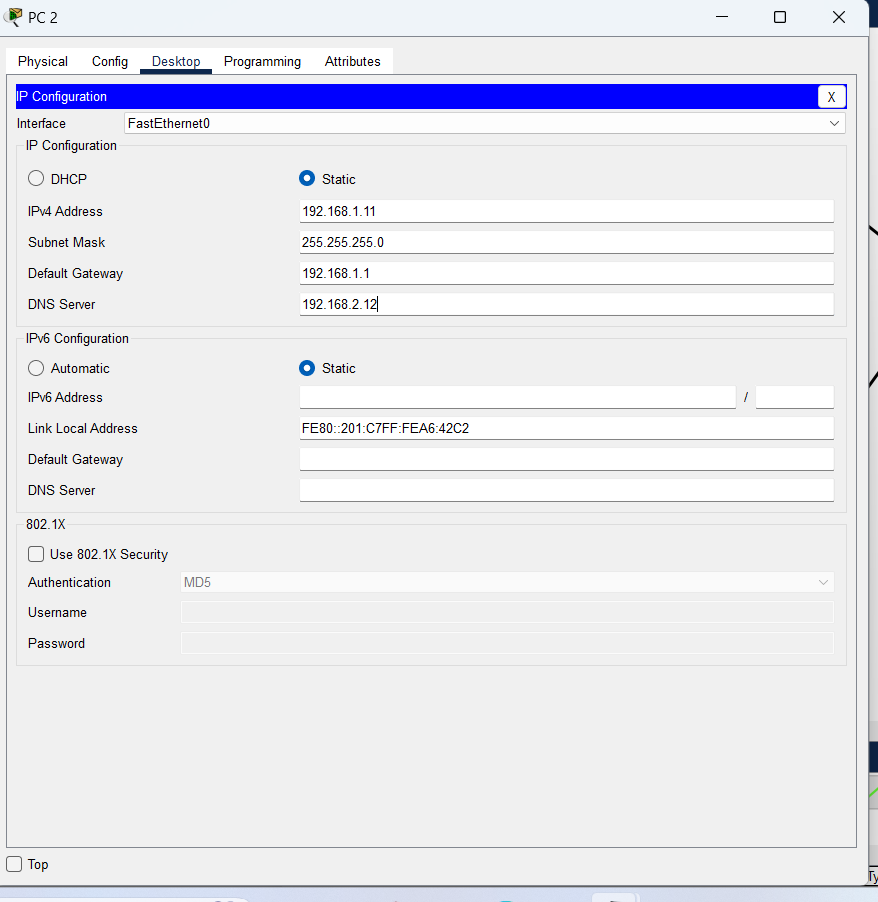 PC 2
Physical Config Desktop Programming Attributes
IP Configuration X
Interface FastEthernet0
IP Configuration
DHCP Static
IPv4 Address 192.168.1.11
Subnet Mask 255.255.255.0
Default Gateway 192.168.1.1
DNS Server 192.168.2.12
IPv6 Configuration
Automatic Static
IPv6 Address /
Link Local Address FE80::201:C7FF:FEA6:42C2
Default Gateway
DNS Server
802.1X
Use 802.1X Security
Authentication MD5
Username
Password
Top